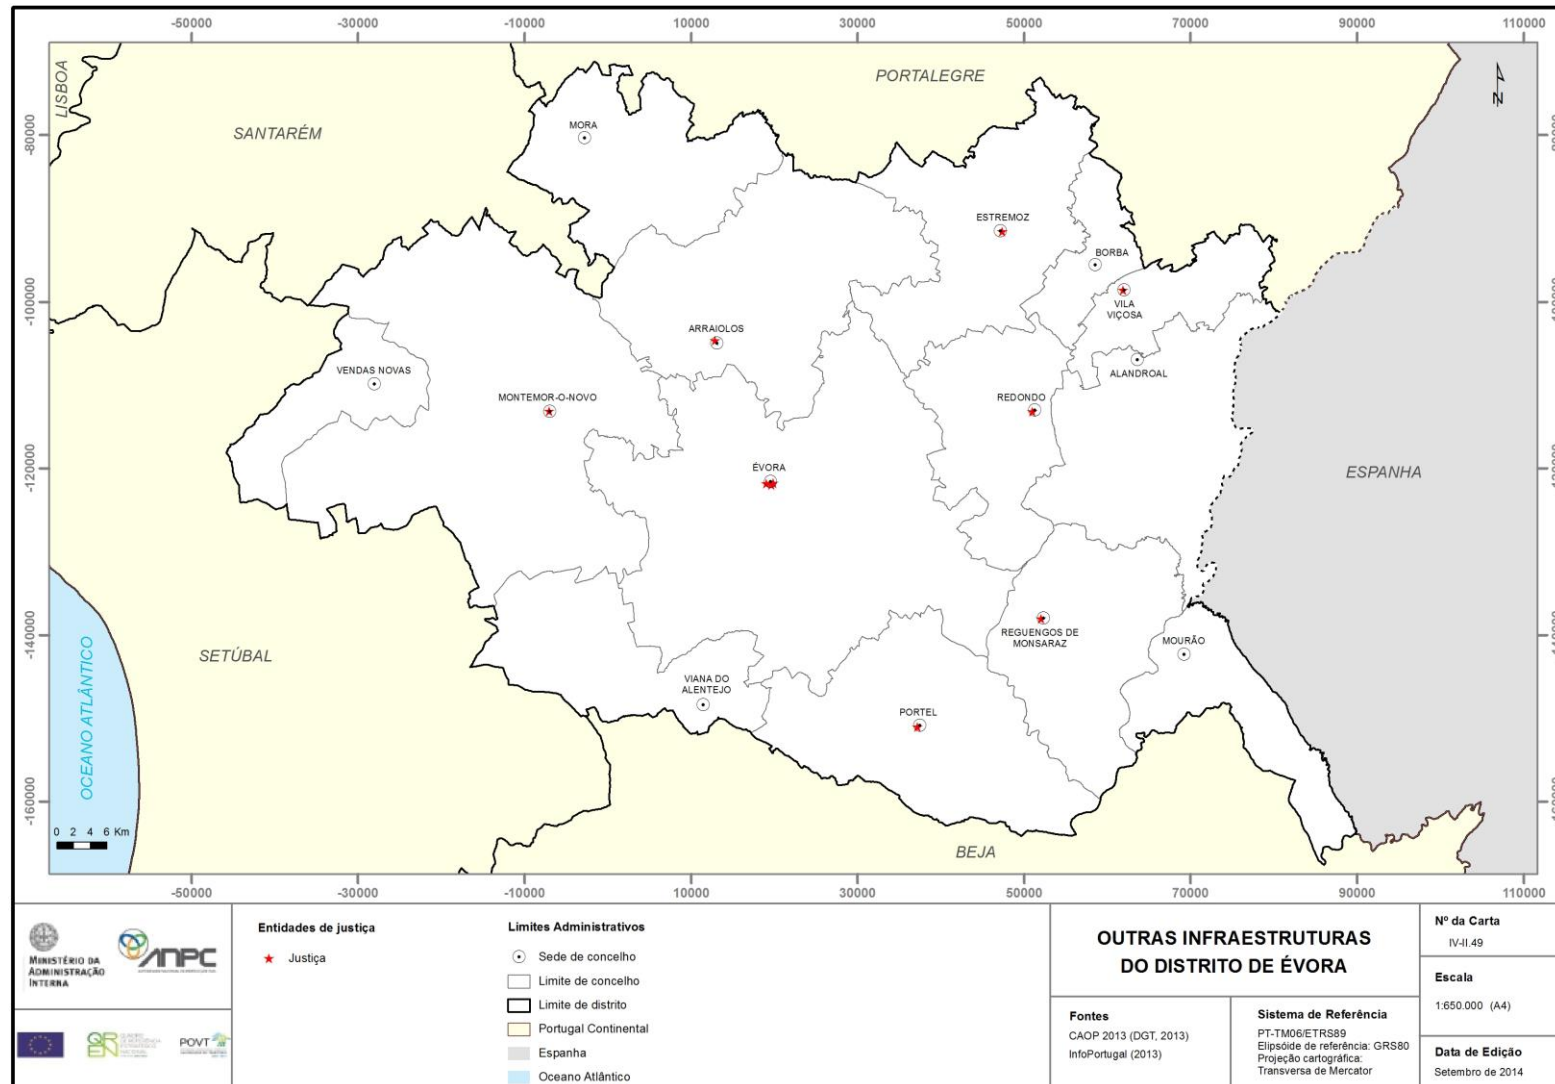 -50000 -30000 -10000 10000 30000 50000 70000 90000 110000
LISBOA
SANTARÉM
PORTALEGRE
N
-80000
MORA
ESTREMOZ
BORBA
-100000
VILA
VIÇOSA
ARRAIOLOS
ALANDROAL
VENDAS NOVAS
MONTEMOR-O-NOVO
REDONDO
-120000
ÉVORA
ESPANHA
-140000
SETÚBAL
REGUENGOS DE
MONSARAZ
MOURÃO
OCEANO ATLÂNTICO
VIANA DO
ALENTEJO
PORTEL
-160000
0 2 4 6 Km
BEJA
-50000 -30000 -10000 10000 30000 50000 70000 90000 110000
MINISTÉRIO DA
ADMINISTRAÇÃO
INTERNA
ANPC
QREN
POVT
Entidades de justiça
Justiça
Limites Administrativos
Sede de concelho
Limite de concelho
Limite de distrito
Portugal Continental
Espanha
Oceano Atlântico
OUTRAS INFRAESTRUTURAS
DO DISTRITO DE ÉVORA
Fontes
CAOP 2013 (DGT, 2013)
InfoPortugal (2013)
Sistema de Referência
PT-TM06/ETRS89
Elipsóide de referência: GRS80
Projeção cartográfica:
Transversa de Mercator
Nº da Carta
IV-II.49
Escala
1:650.000 (A4)
Data de Edição
Setembro de 2014